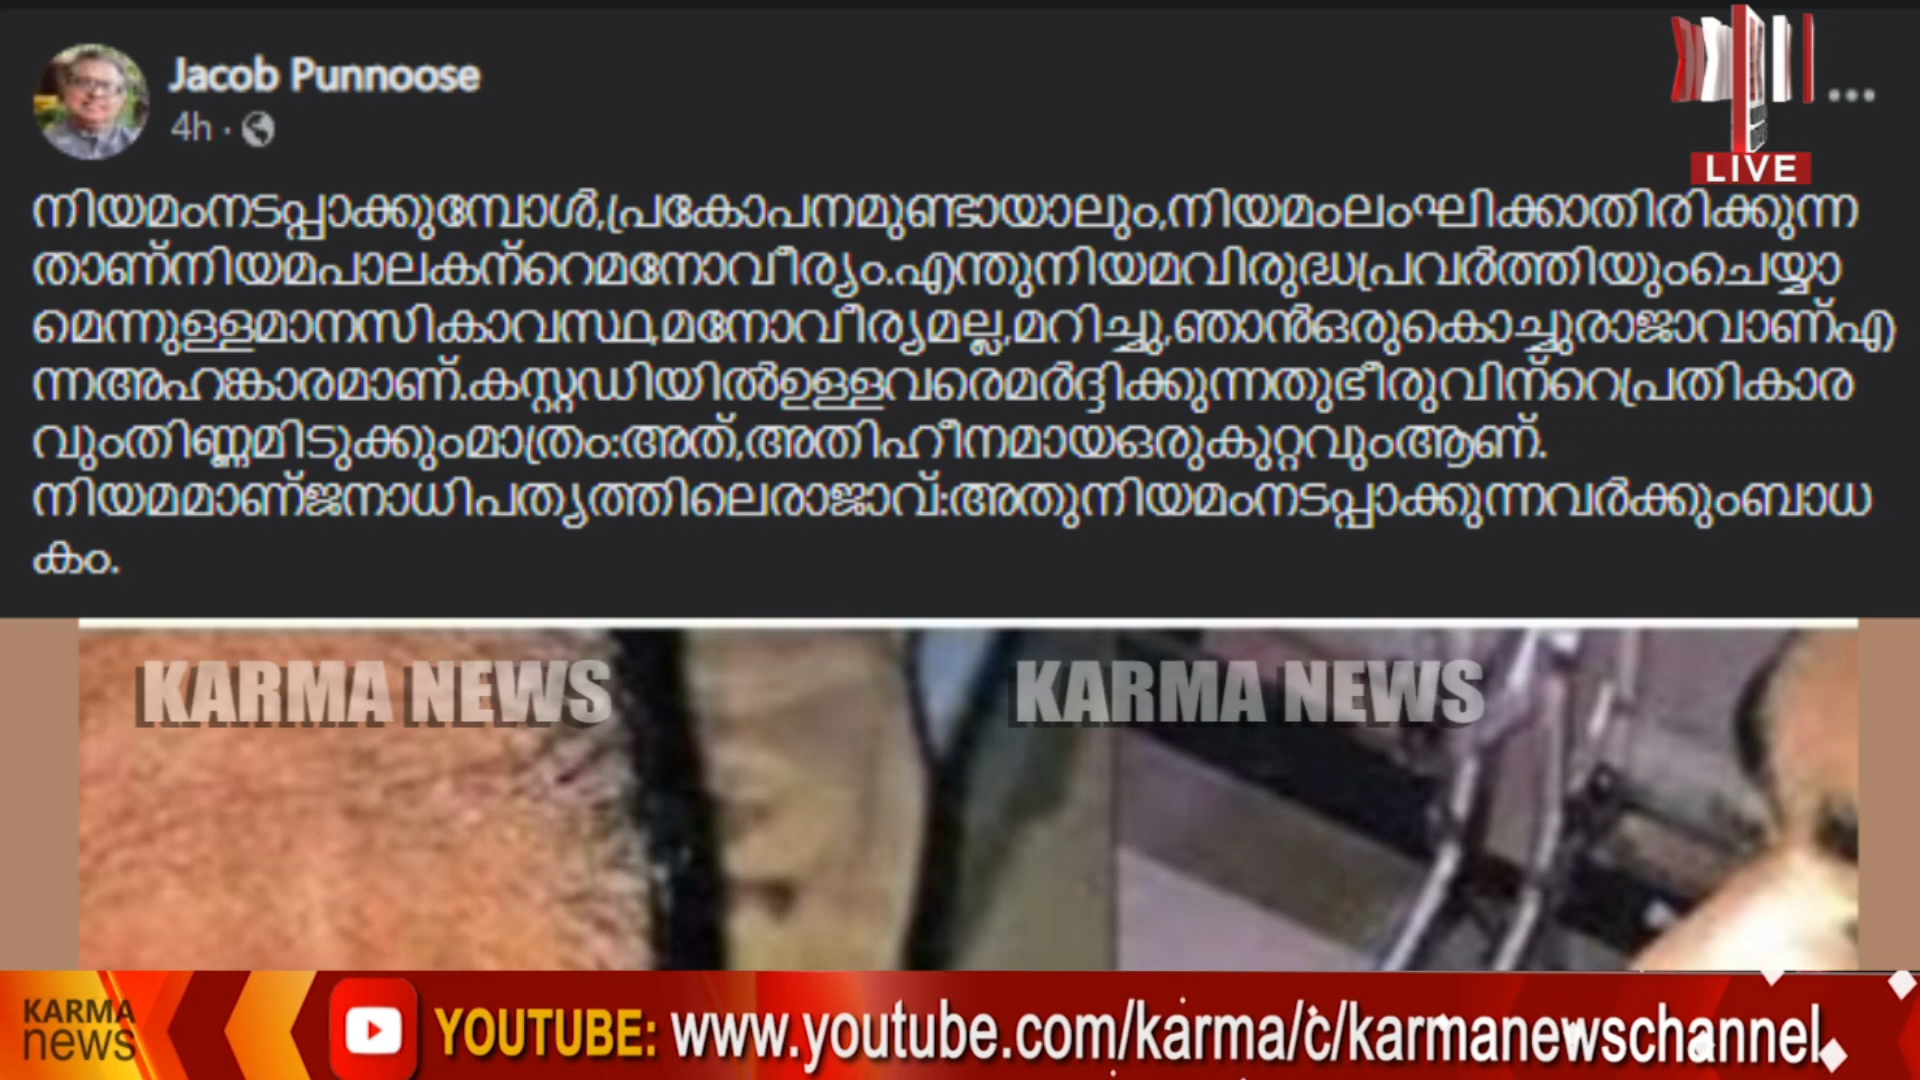 Jacob Punnoose
4h ·
LIVE
നിയമംനടപ്പാക്കുമ്പോൾ,പ്രകോപനമുണ്ടായാലും,നിയമംലംഘിക്കാതിരിക്കുന്ന
താണ്നിയമപാലകന്റെമനോവീര്യം.എന്തുനിയമവിരുദ്ധപ്രവർത്തിയുംചെയ്യാ
മെന്നുള്ളമാനസികാവസ്ഥ,മനോവീര്യമല്ല,മറിച്ചു,ഞാൻഒരുകൊച്ചുരാജാവാണ്എ
ന്നഅഹങ്കാരമാണ്.കസ്റ്റഡിയിൽഉള്ളവരെമർദ്ദിക്കുന്നതുഭീരുവിന്റെപ്രതികാര
വുംതിണ്ണമിടുക്കുംമാത്രം:അത്,അതിഹീനമായഒരുകുറ്റവുംആണ്.
നിയമമാണ്ജനാധിപത്യത്തിലെരാജാവ്:അതുനിയമംനടപ്പാക്കുന്നവർക്കുംബാധ
കം.
KARMA NEWS KARMA NEWS
KARMA
news
YOUTUBE: www.youtube.com/karma/c/karmanewschannel